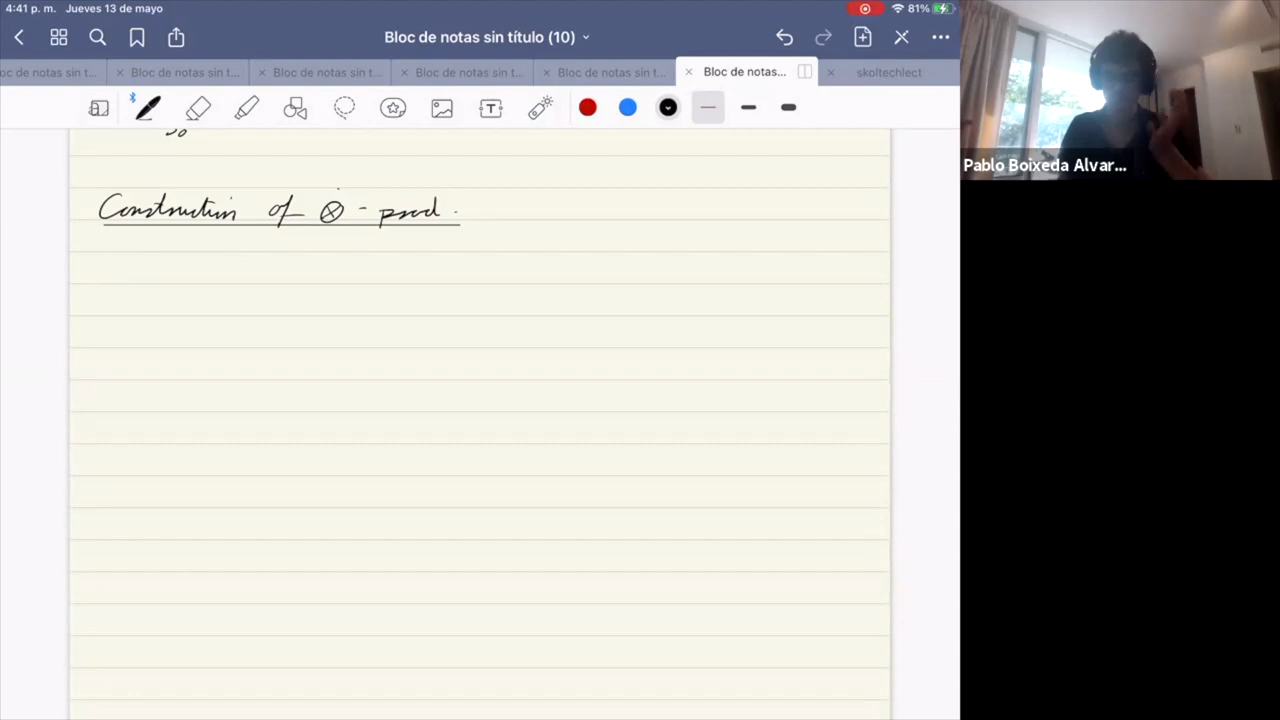 4:41 p. m. Jueves 13 de mayo
81%
Bloc de notas sin título (10)
oc de notas sin t...
Bloc de notas sin t...
Bloc de notas sin t...
Bloc de notas sin t...
Bloc de notas sin t...
Bloc de notas...
skoltechlect
T
Construction of ⊗ - prod.
Pablo Boixeda Alvar...